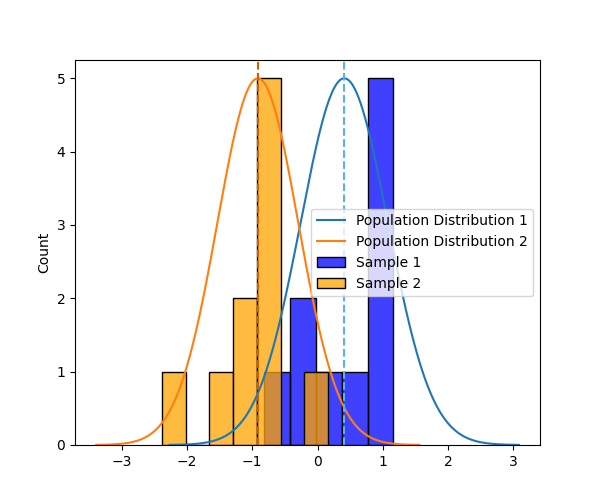 5
4
3
2
1
0
Count
Population Distribution 1
Population Distribution 2
Sample 1
Sample 2
−3 −2 −1 0 1 2 3